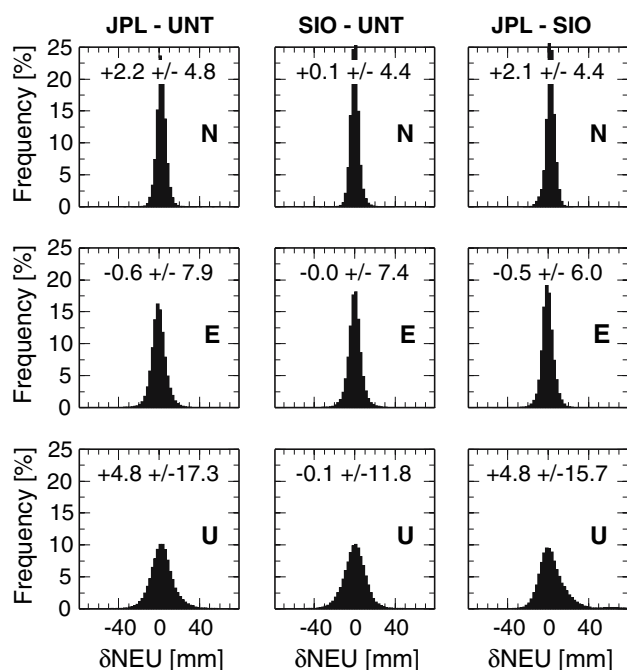 JPL - UNT SIO - UNT JPL - SIO
25
20
15
10
5
0
Frequency [%]
+2.2 +/- 4.8
N
+0.1 +/- 4.4
N
+2.1 +/- 4.4
N
25
20
15
10
5
0
Frequency [%]
-0.6 +/- 7.9
E
-0.0 +/- 7.4
E
-0.5 +/- 6.0
E
25
20
15
10
5
0
Frequency [%]
+4.8 +/-17.3
U
-0.1 +/-11.8
U
+4.8 +/-15.7
U
-40 0 40 -40 0 40 -40 0 40
δNEU [mm] δNEU [mm] δNEU [mm]